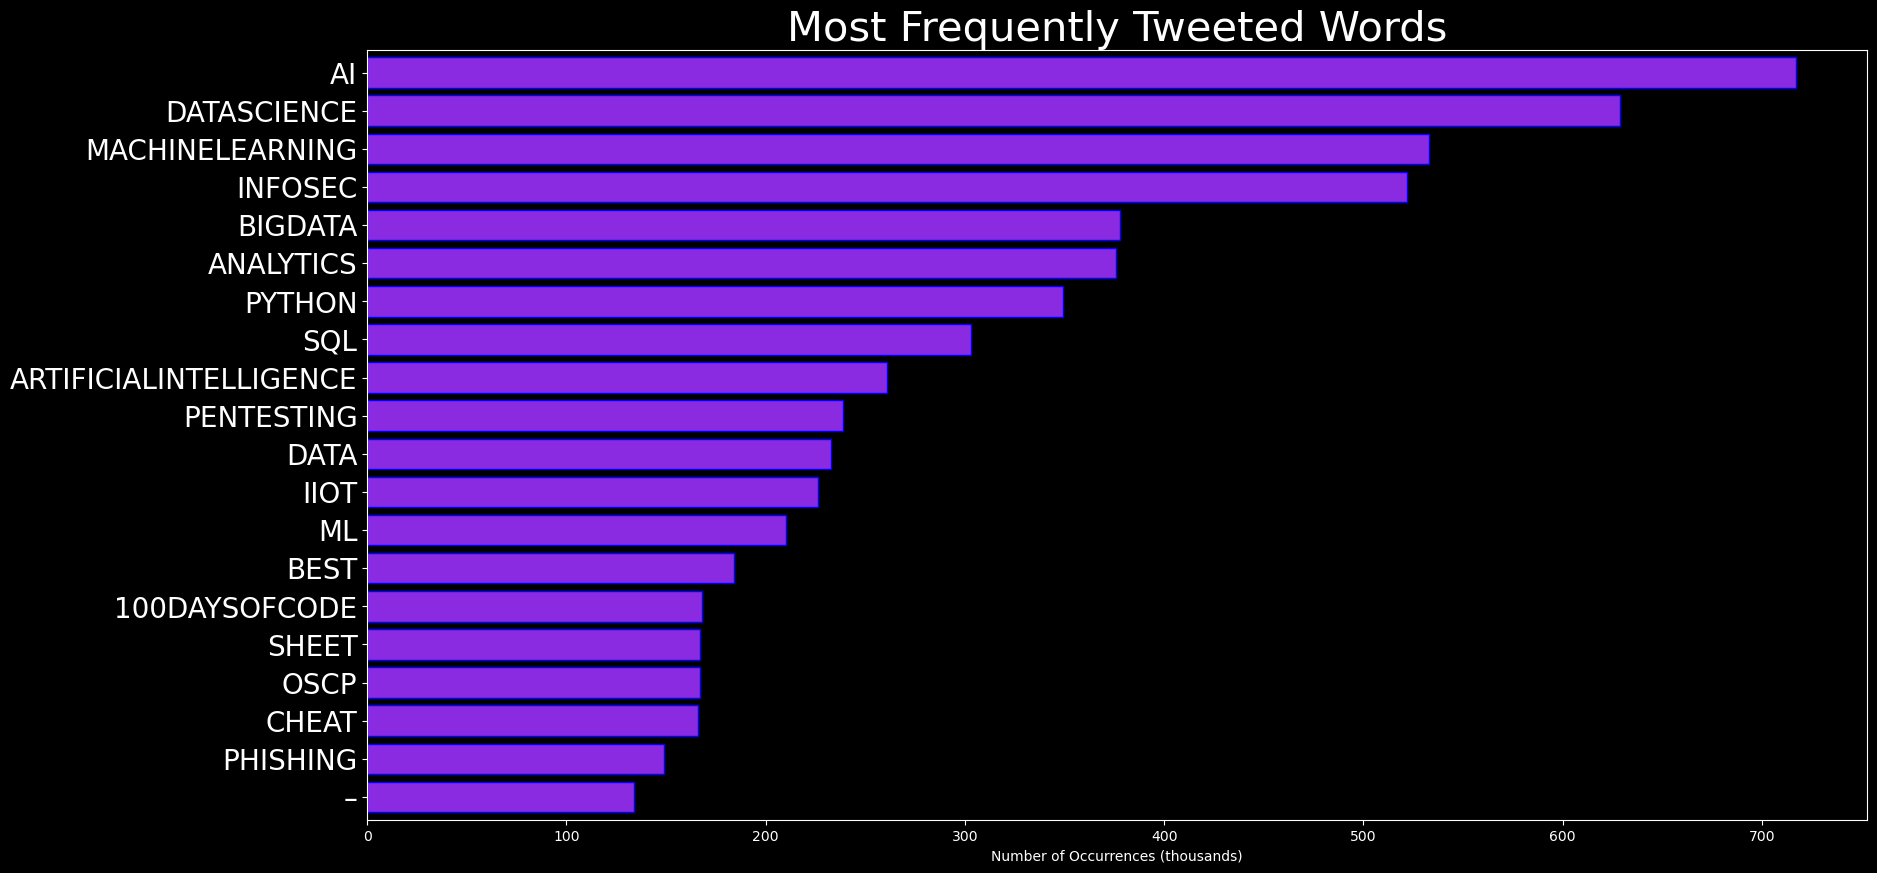 Most Frequently Tweeted Words
AI
DATASCIENCE
MACHINELEARNING
INFOSEC
BIGDATA
ANALYTICS
PYTHON
SQL
ARTIFICIALINTELLIGENCE
PENTESTING
DATA
IIOT
ML
BEST
100DAYSOFCODE
SHEET
OSCP
CHEAT
PHISHING
–
0 100 200 300 400 500 600 700
Number of Occurrences (thousands)